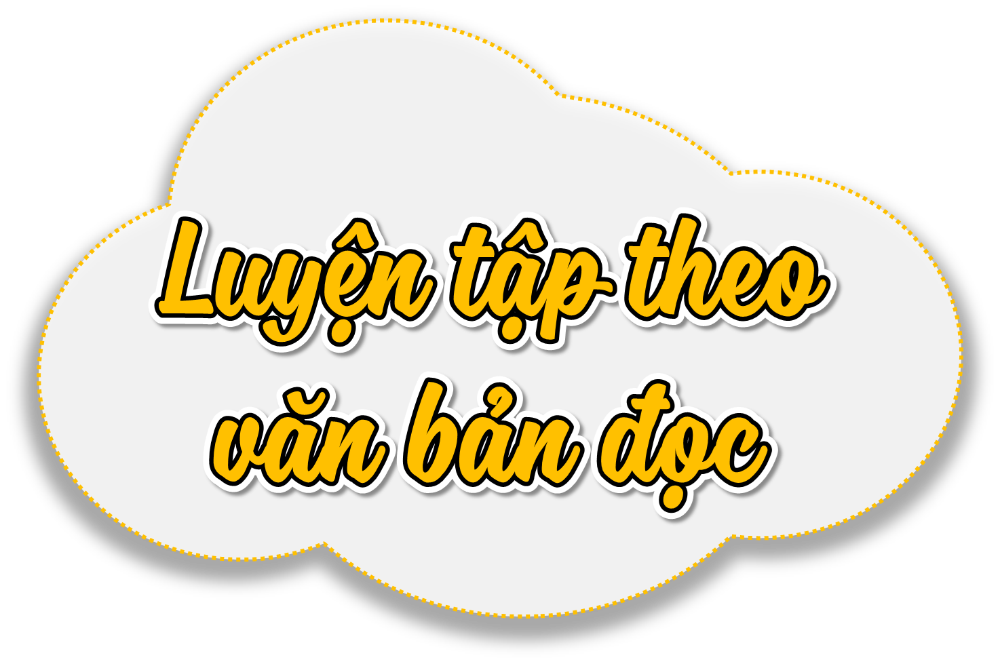 Luyện tập theo
văn bản đọc